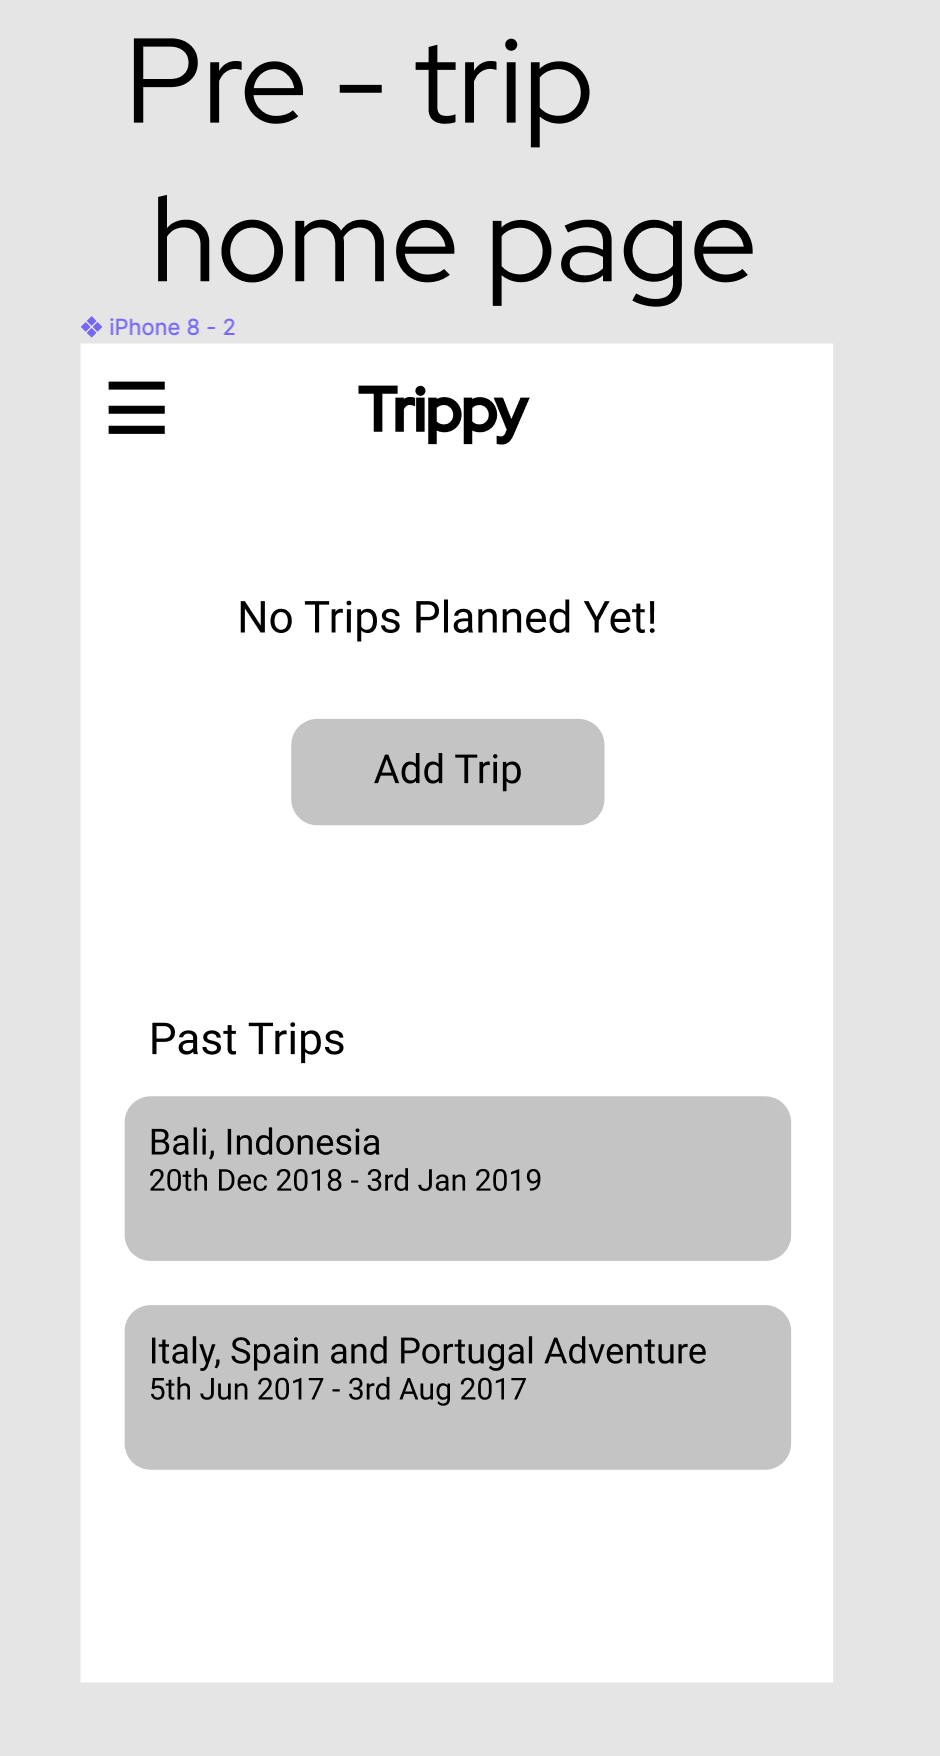 Pre - trip
home page
iPhone 8 - 2
Trippy
No Trips Planned Yet!
Add Trip
Past Trips
Bali, Indonesia
20th Dec 2018 - 3rd Jan 2019
Italy, Spain and Portugal Adventure
5th Jun 2017 - 3rd Aug 2017